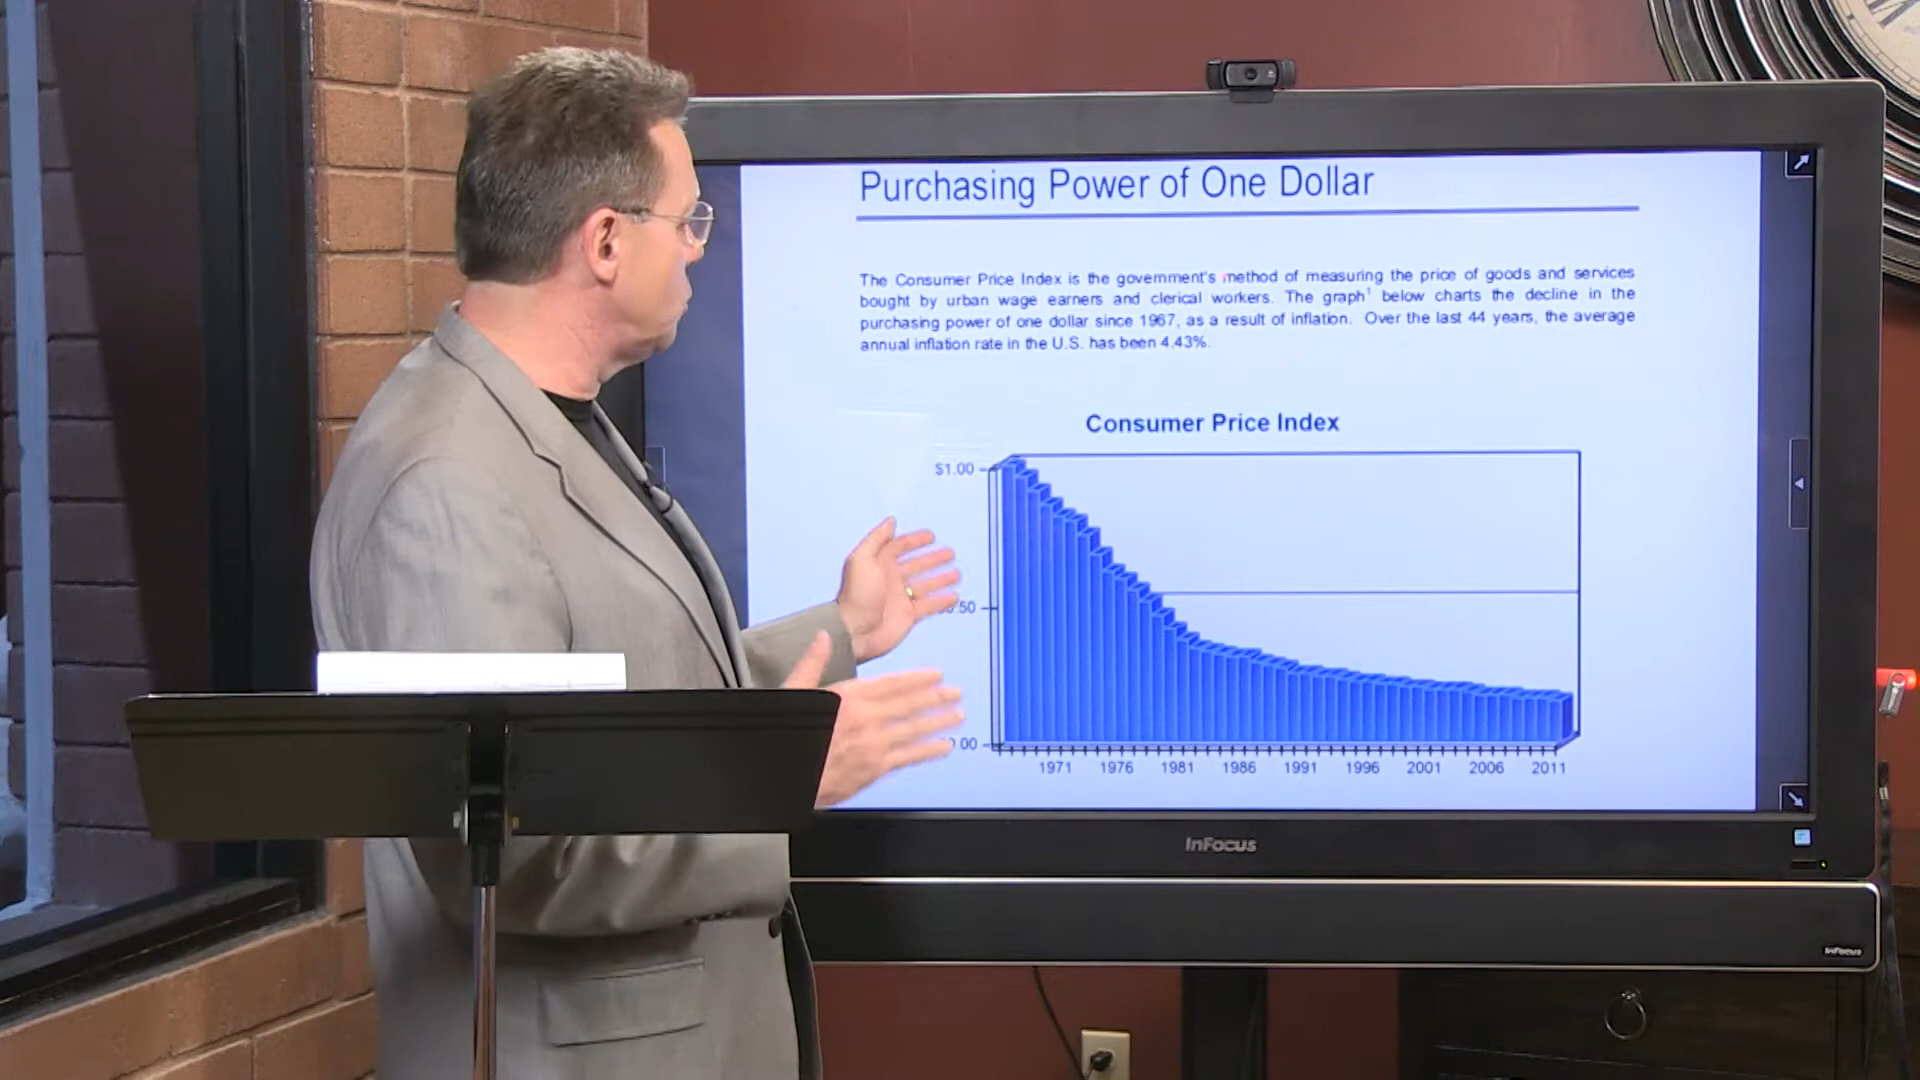 Purchasing Power of One Dollar
The Consumer Price Index is the government's method of measuring the price of goods and services
bought by urban wage earners and clerical workers. The graph¹ below charts the decline in the
purchasing power of one dollar since 1967, as a result of inflation. Over the last 44 years, the average
annual inflation rate in the U.S. has been 4.43%.
Consumer Price Index
$1.00
50
00
1971 1976 1981 1986 1991 1996 2001 2006 2011
InFocus
InFocus